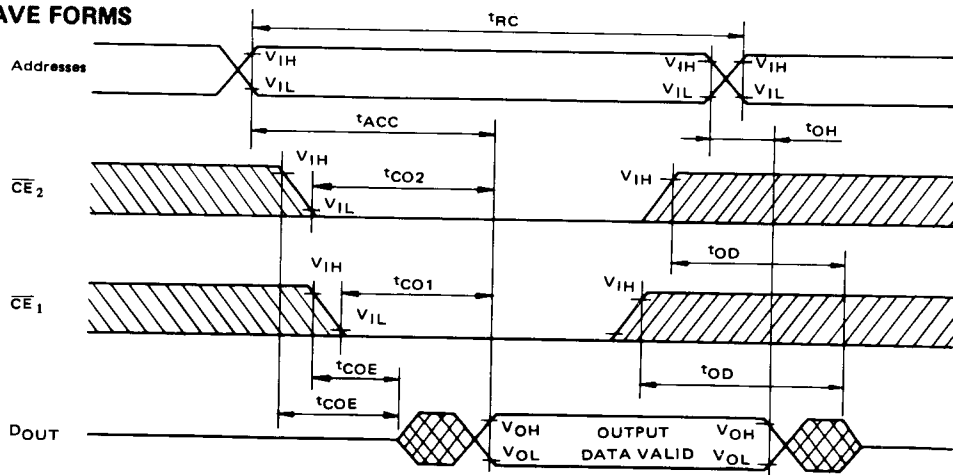 AVE FORMS
tRC
Addresses
VIH
VIL
VIH
VIL
VIH
VIL
tACC
tOH
CE2
VIH
VIL
tCO2
VIH
tOD
CE1
VIH
VIL
tCO1
VIH
tCOE
tOD
tCOE
DOUT
VOH
VOL
OUTPUT
DATA VALID
VOH
VOL